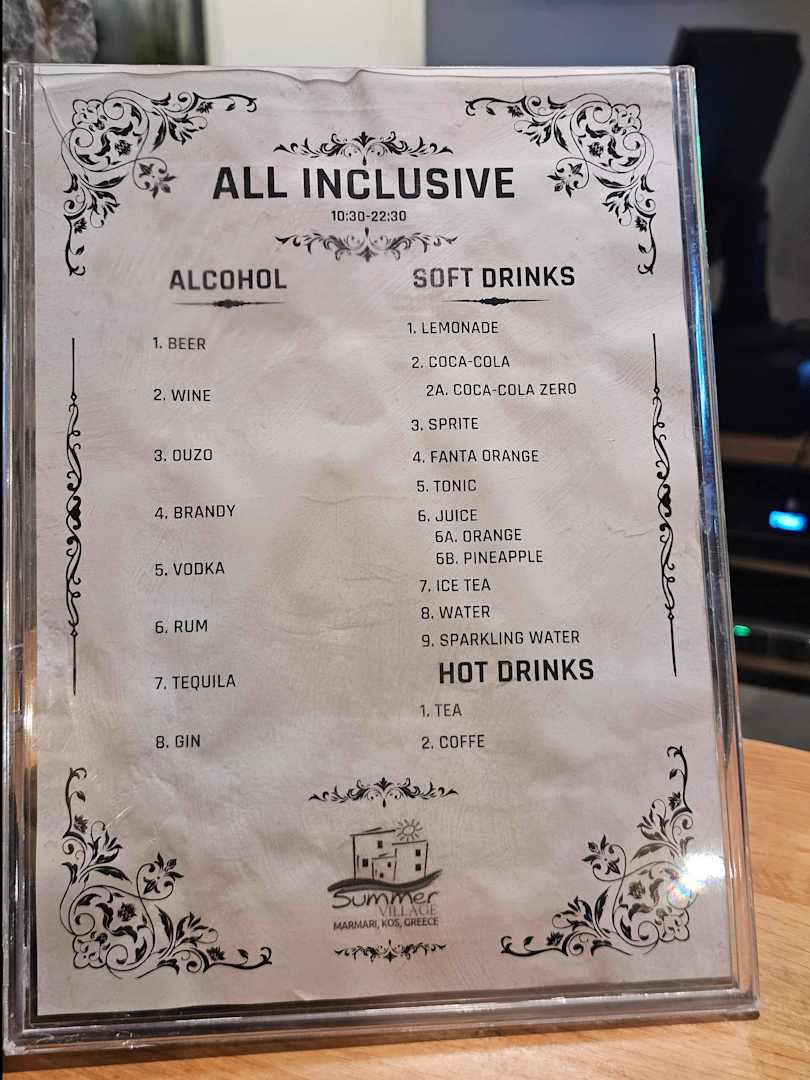 ALL INCLUSIVE
10:30-22:30
ALCOHOL
1. BEER
2. WINE
3. OUZO
4. BRANDY
5. VODKA
6. RUM
7. TEQUILA
8. GIN
SOFT DRINKS
1. LEMONADE
2. COCA-COLA
2A. COCA-COLA ZERO
3. SPRITE
4. FANTA ORANGE
5. TONIC
6. JUICE
6A. ORANGE
6B. PINEAPPLE
7. ICE TEA
8. WATER
9. SPARKLING WATER
HOT DRINKS
1. TEA
2. COFFE
Summer
VILLAGE
MARMARI, KOS, GREECE